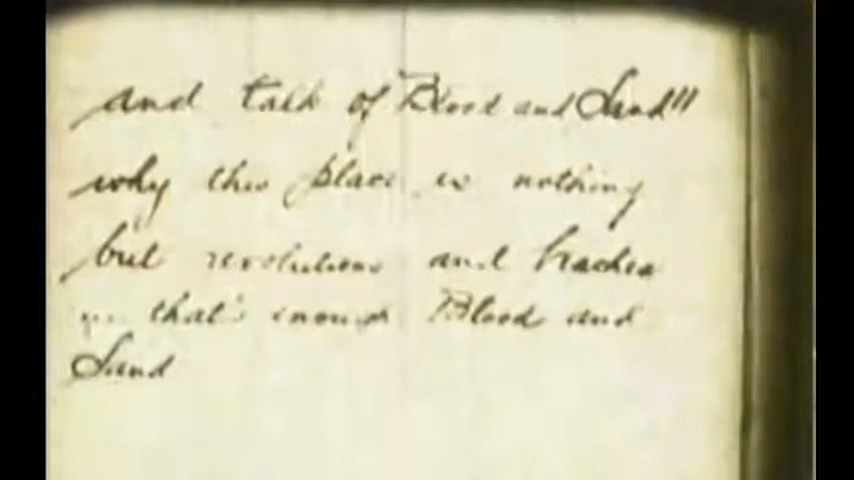 and talk of Blood and Sand"
why this place is nothing
but revolutions and beaches
that's enough Blood and
Sand